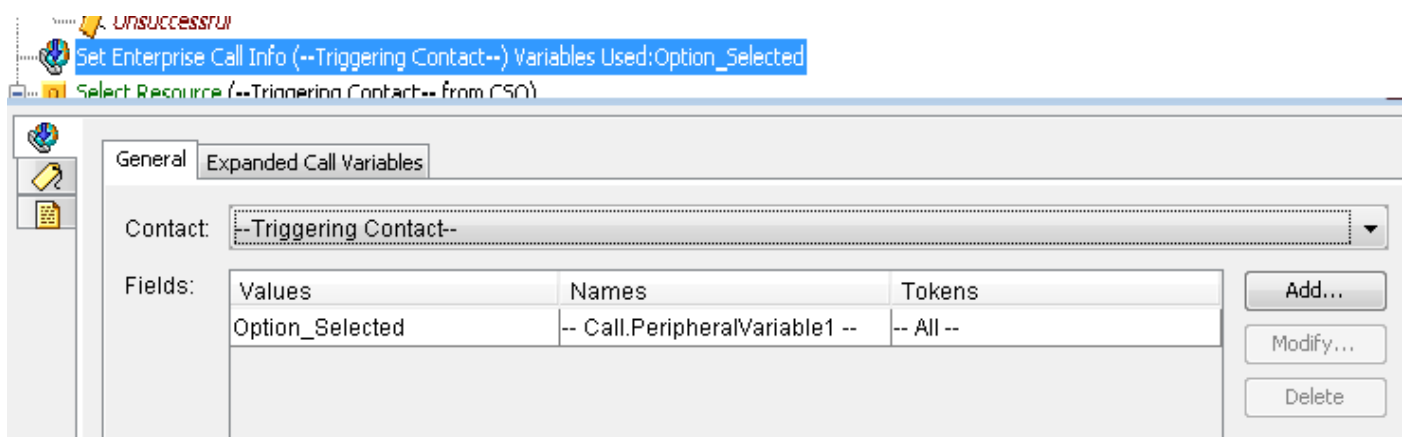 Unsuccessful
Set Enterprise Call Info (--Triggering Contact--) Variables Used:Option_Selected
Select Resource (--Triggering Contact-- from CSQ)
General Expanded Call Variables
Contact: --Triggering Contact--
Fields: Values Names Tokens Add...
Option_Selected -- Call.PeripheralVariable1 -- -- All --
Modify...
Delete